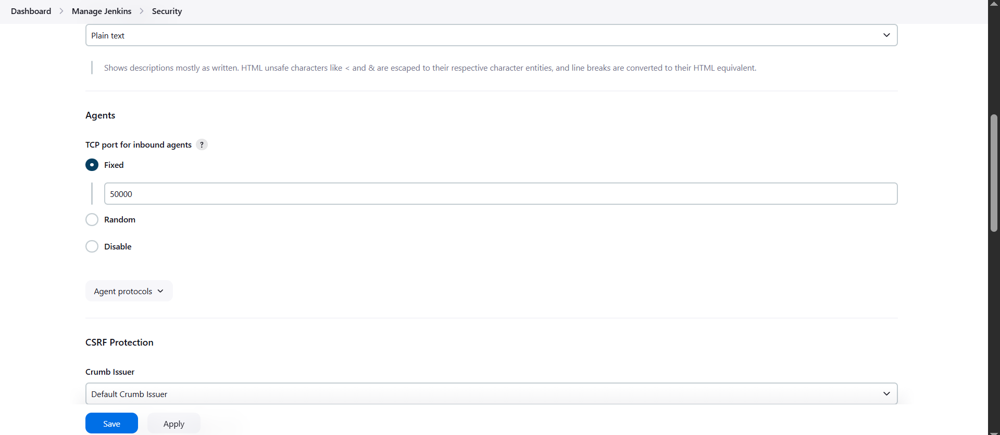 Dashboard > Manage Jenkins > Security
Plain text
Shows descriptions mostly as written. HTML unsafe characters like < and & are escaped to their respective character entities, and line breaks are converted to their HTML equivalent.
Agents
TCP port for inbound agents ?
Fixed
50000
Random
Disable
Agent protocols
CSRF Protection
Crumb Issuer
Default Crumb Issuer
Save Apply